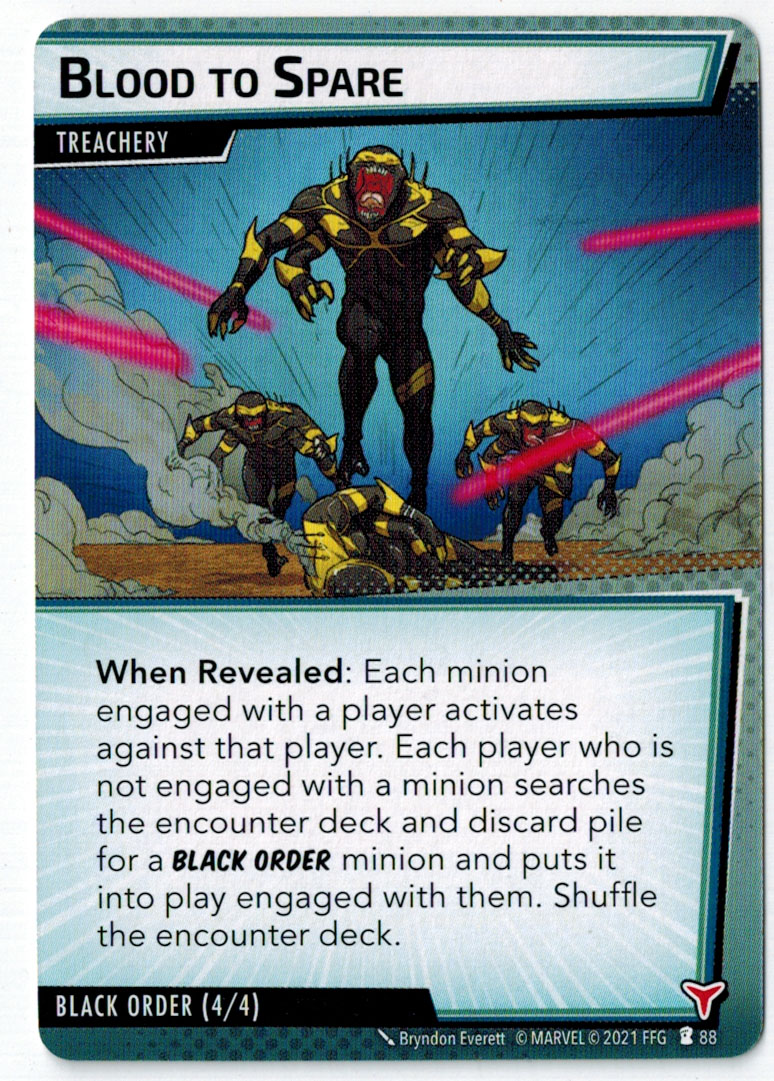 BLOOD TO SPARE
TREACHERY
When Revealed: Each minion
engaged with a player activates
against that player. Each player who is
not engaged with a minion searches
the encounter deck and discard pile
for a BLACK ORDER minion and puts it
into play engaged with them. Shuffle
the encounter deck.
BLACK ORDER (4/4)
Bryndon Everett © MARVEL © 2021 FFG 88